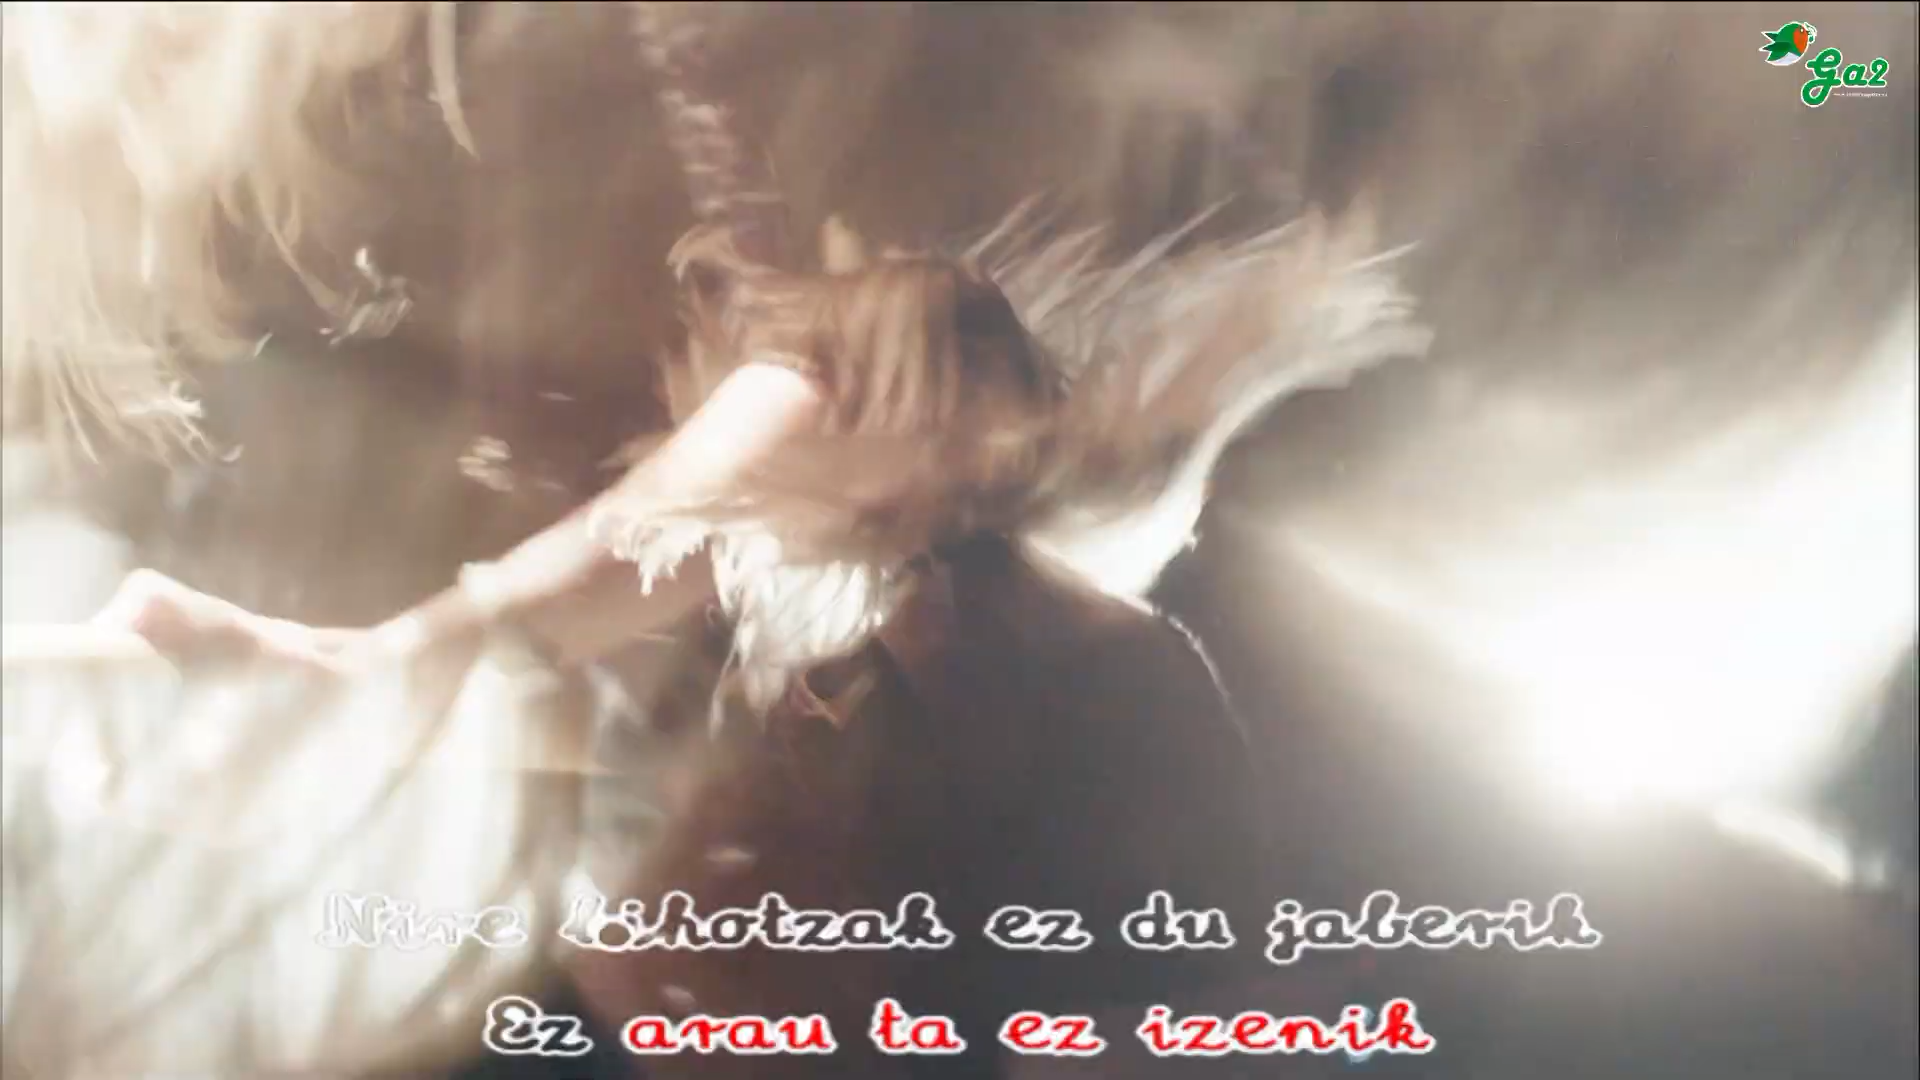 Ga2
Nire bihotzak ez du jaberik
Ez arau ta ez izenik